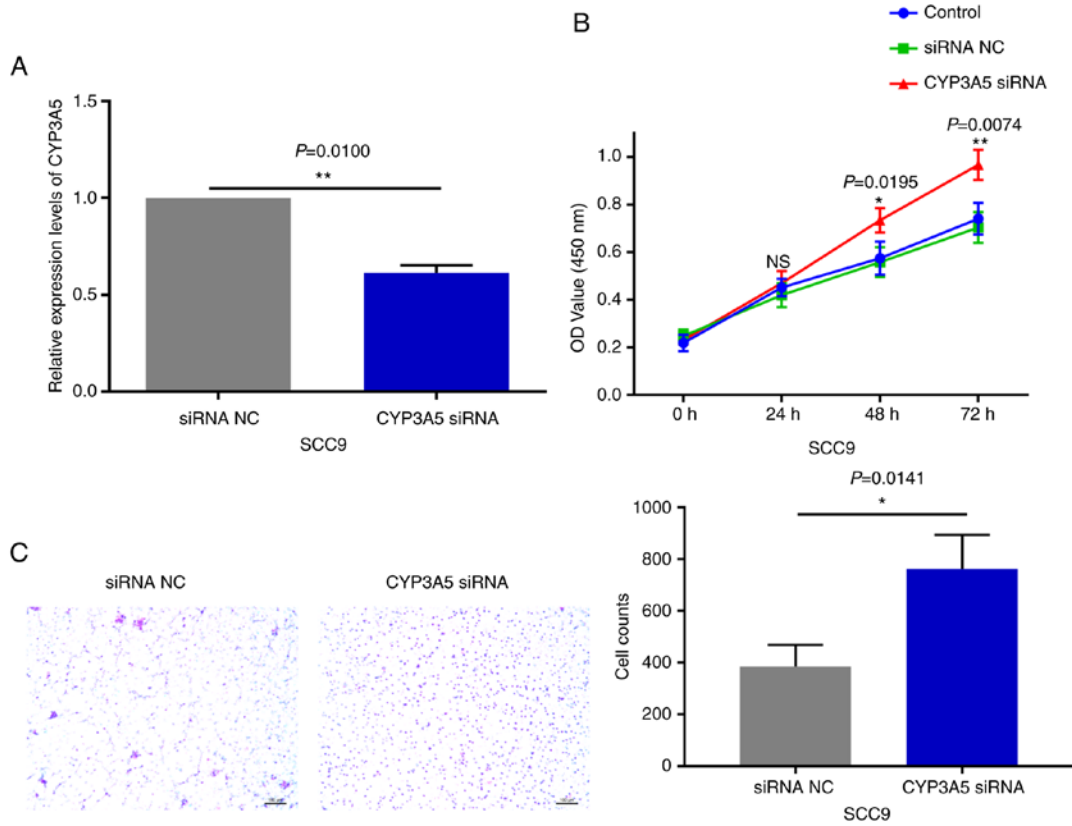 A
Relative expression levels of CYP3A5
1.5
1.0
0.5
0.0
P=0.0100
**
siRNA NC
CYP3A5 siRNA
SCC9
B
Control
siRNA NC
CYP3A5 siRNA
OD Value (450 nm)
1.0
0.8
0.6
0.4
0.2
0.0
NS
P=0.0195
*
P=0.0074
**
0 h
24 h
48 h
72 h
SCC9
C
siRNA NC
CYP3A5 siRNA
Cell counts
1000
800
600
400
200
0
P=0.0141
*
siRNA NC
CYP3A5 siRNA
SCC9